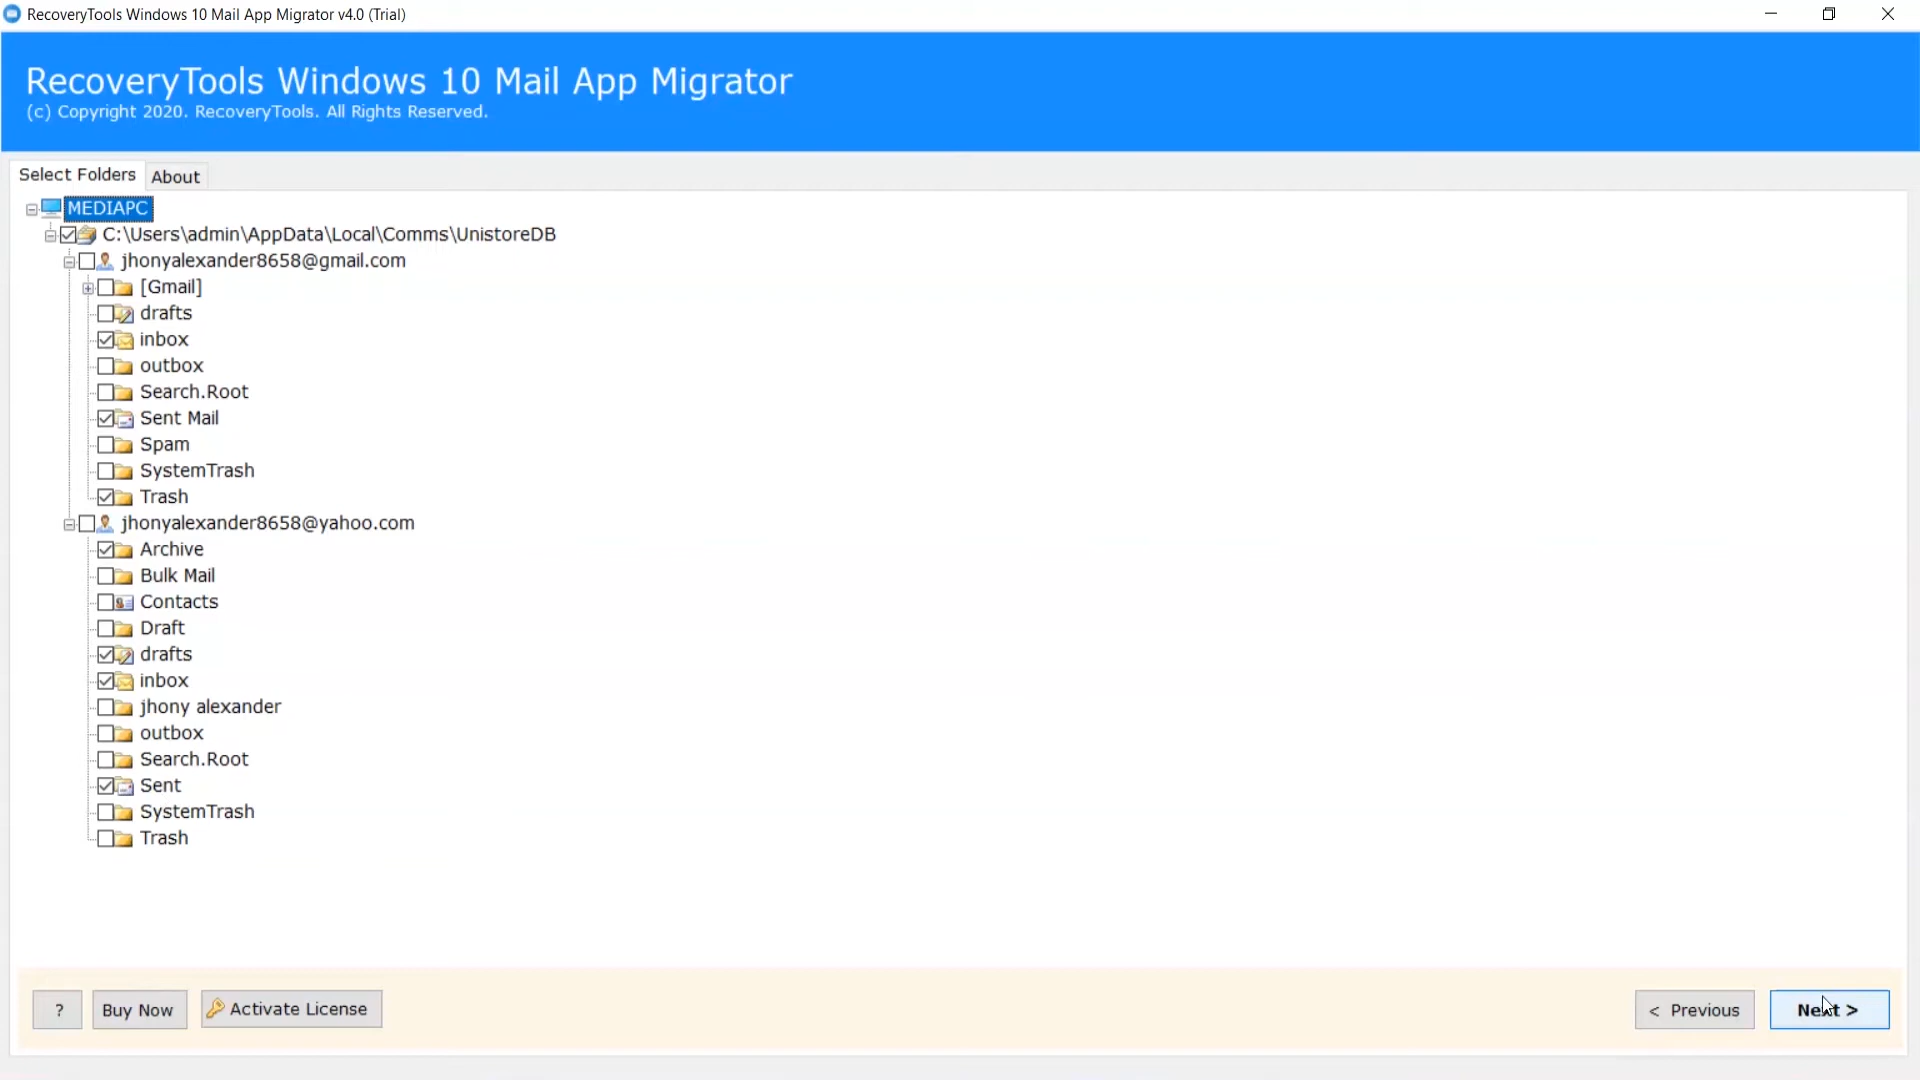 RecoveryTools Windows 10 Mail App Migrator v4.0 (Trial)
RecoveryTools Windows 10 Mail App Migrator
(c) Copyright 2020. RecoveryTools. All Rights Reserved.
Select Folders About
MEDIAPC
C:\Users\admin\AppData\Local\Comms\UnistoreDB
jhonyalexander8658@gmail.com
[Gmail]
drafts
inbox
outbox
Search.Root
Sent Mail
Spam
SystemTrash
Trash
jhonyalexander8658@yahoo.com
Archive
Bulk Mail
Contacts
Draft
drafts
inbox
jhony alexander
outbox
Search.Root
Sent
SystemTrash
Trash
? Buy Now Activate License < Previous Next >